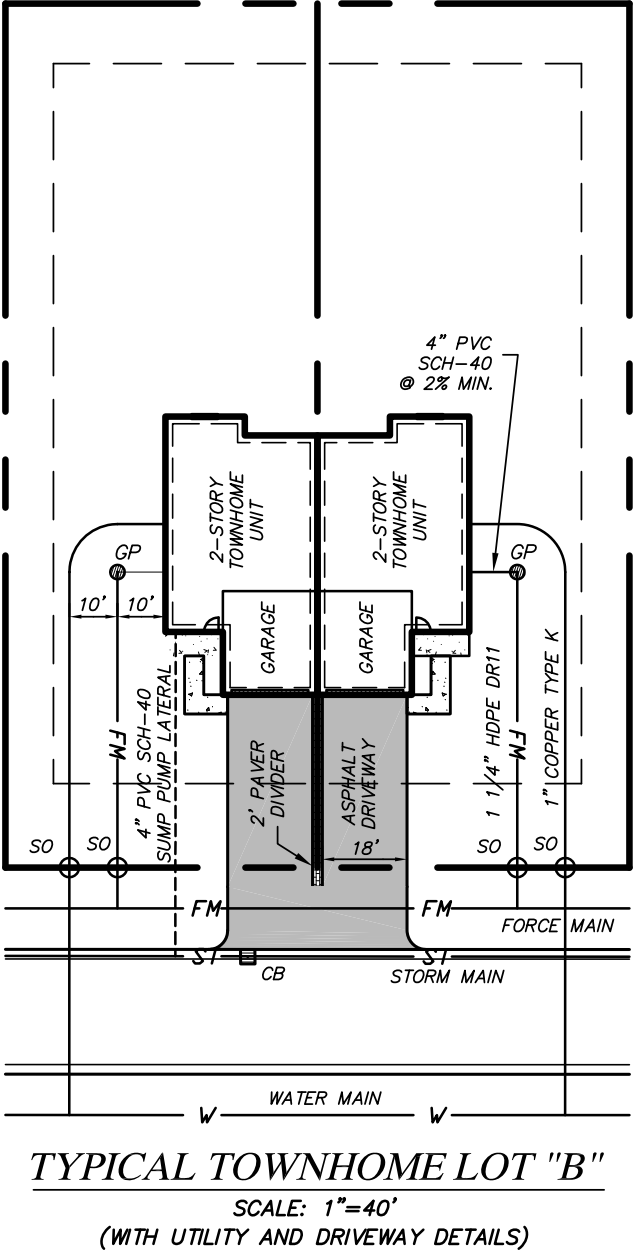 4" PVC
SCH-40
@ 2% MIN.
2-STORY
TOWNHOME
UNIT
2-STORY
TOWNHOME
UNIT
GP
GP
10'
10'
GARAGE
GARAGE
4" PVC SCH-40
SUMP PUMP LATERAL
FM
2' PAVER
DIVIDER
ASPHALT
DRIVEWAY
18'
1 1/4" HDPE DR11
FM
1" COPPER TYPE K
SO
SO
SO
SO
FM
FM
FORCE MAIN
ST
ST
CB
STORM MAIN
WATER MAIN
W
W
TYPICAL TOWNHOME LOT "B"
SCALE: 1"=40'
(WITH UTILITY AND DRIVEWAY DETAILS)